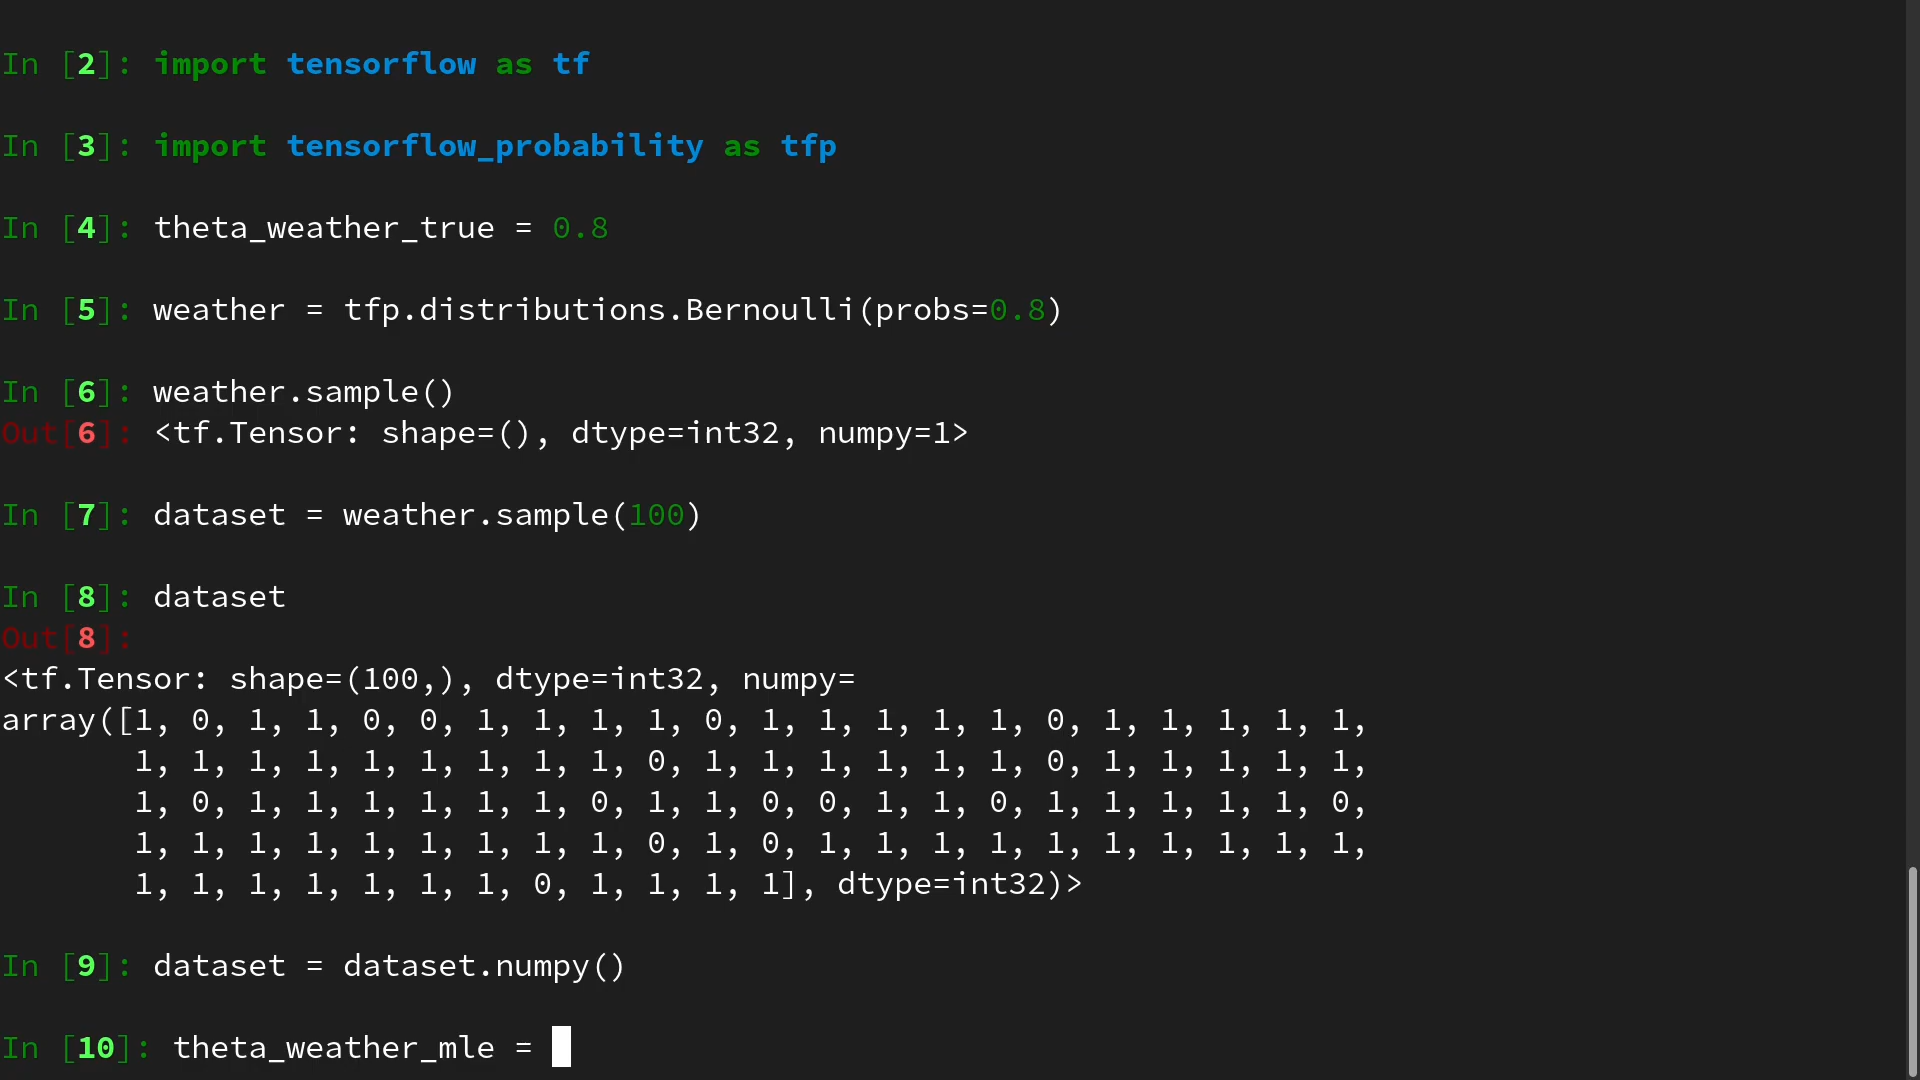 In [2]: import tensorflow as tf
In [3]: import tensorflow_probability as tfp
In [4]: theta_weather_true = 0.8
In [5]: weather = tfp.distributions.Bernoulli(probs=0.8)
In [6]: weather.sample()
Out[6]: <tf.Tensor: shape=(), dtype=int32, numpy=1>
In [7]: dataset = weather.sample(100)
In [8]: dataset
Out[8]:
<tf.Tensor: shape=(100,), dtype=int32, numpy=
array([1, 0, 1, 1, 0, 0, 1, 1, 1, 1, 0, 1, 1, 1, 1, 1, 0, 1, 1, 1, 1, 1,
       1, 1, 1, 1, 1, 1, 1, 1, 1, 0, 1, 1, 1, 1, 1, 1, 0, 1, 1, 1, 1, 1,
       1, 0, 1, 1, 1, 1, 1, 1, 0, 1, 1, 0, 0, 1, 1, 0, 1, 1, 1, 1, 1, 0,
       1, 1, 1, 1, 1, 1, 1, 1, 1, 0, 1, 0, 1, 1, 1, 1, 1, 1, 1, 1, 1, 1,
       1, 1, 1, 1, 1, 1, 1, 0, 1, 1, 1, 1], dtype=int32)>
In [9]: dataset = dataset.numpy()
In [10]: theta_weather_mle =